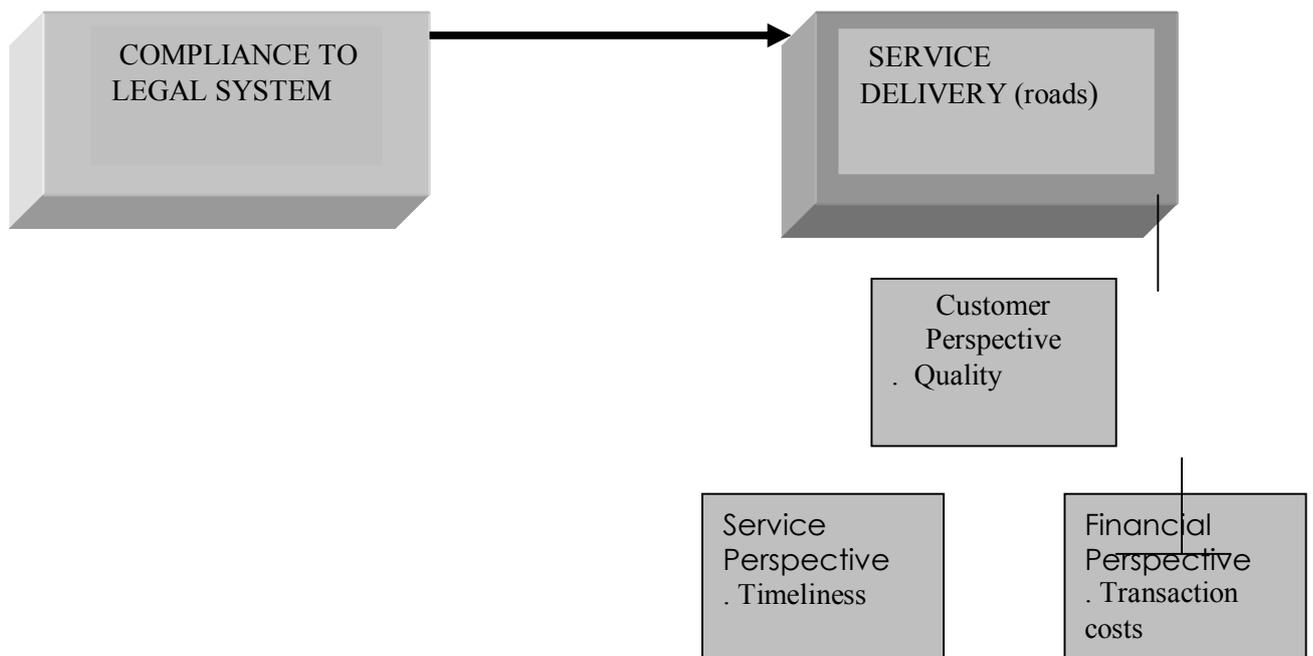 COMPLIANCE TO
LEGAL SYSTEM
SERVICE
DELIVERY (roads)
Customer
Perspective
. Quality
Service
Perspective
. Timeliness
Financial
Perspective
. Transaction
costs